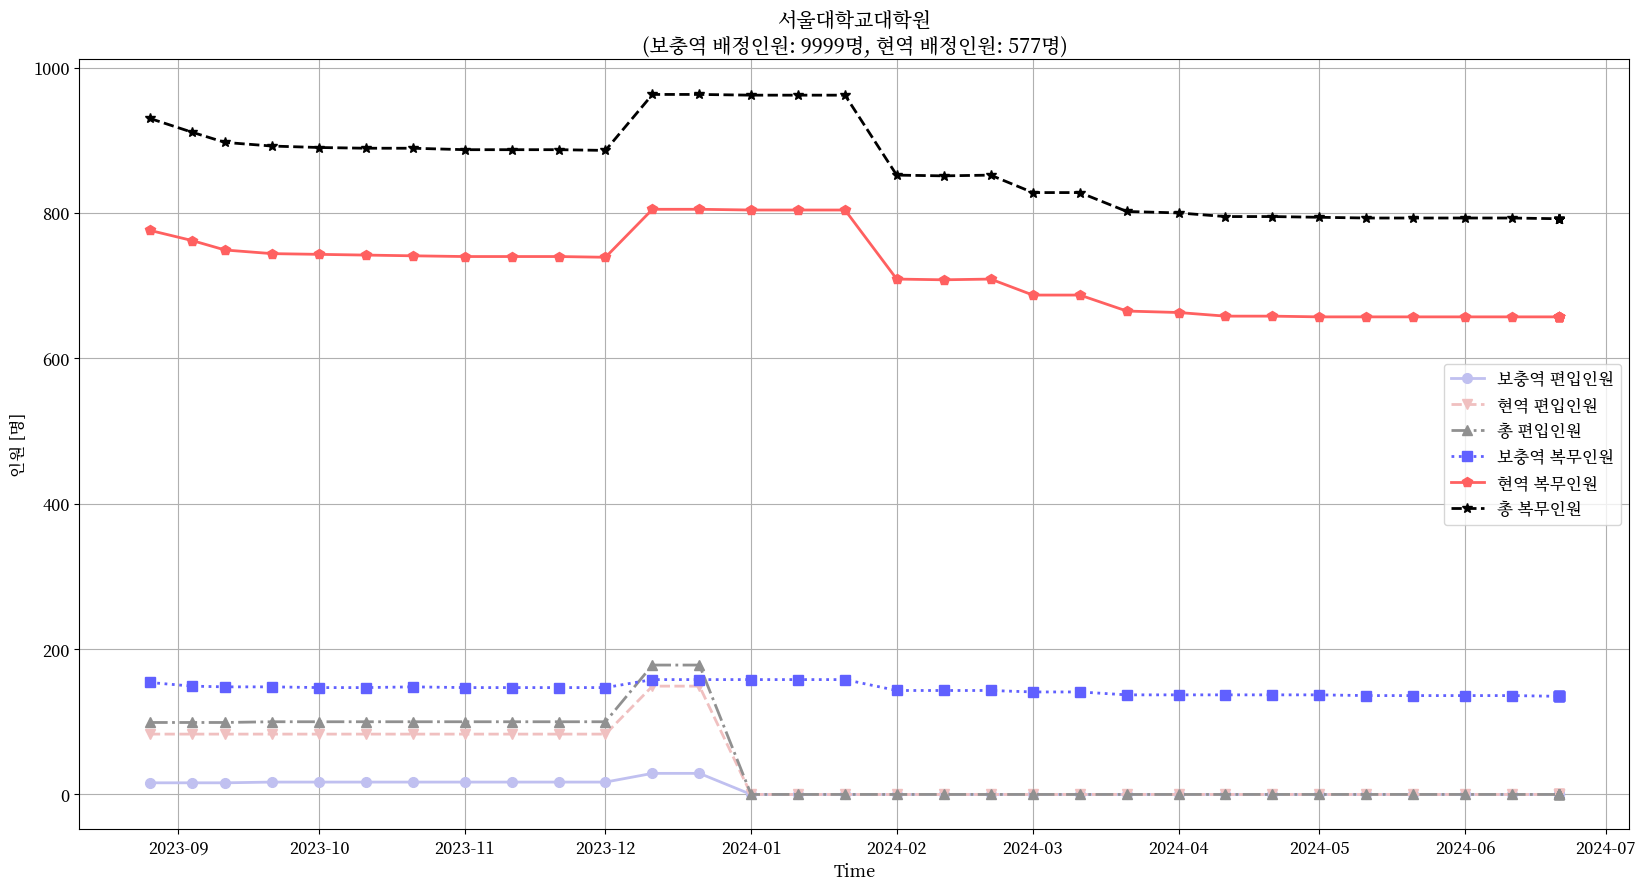 서울대학교대학원
(보충역 배정인원: 9999명, 현역 배정인원: 577명)
1000
800
600
400
200
0
인원 [명]
보충역 편입인원
현역 편입인원
총 편입인원
보충역 복무인원
현역 복무인원
총 복무인원
2023-09
2023-10
2023-11
2023-12
2024-01
2024-02
2024-03
2024-04
2024-05
2024-06
2024-07
Time